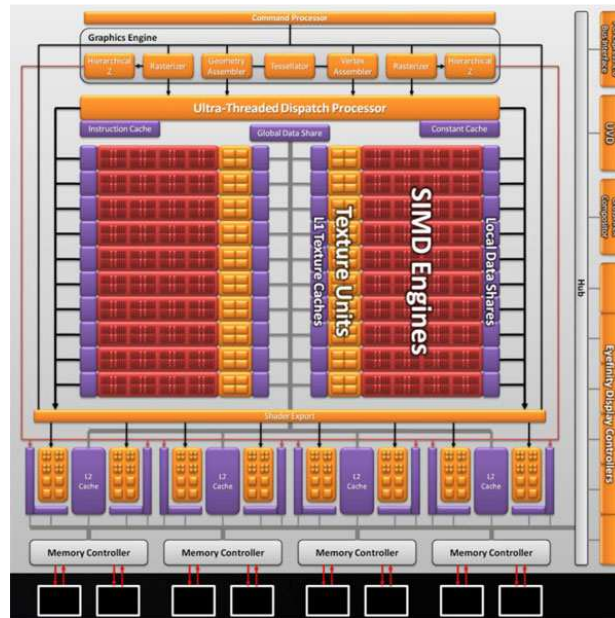 Command Processor
Graphics Engine
Hierarchical Z
Rasterizer
Geometry Assembler
Tessellator
Vertex Assembler
Rasterizer
Hierarchical Z
Ultra-Threaded Dispatch Processor
Instruction Cache
Global Data Share
Constant Cache
L1 Texture Caches
Texture Units
SIMD Engines
Local Data Shares
Shader Export
L2 Cache
L2 Cache
L2 Cache
L2 Cache
Memory Controller
Memory Controller
Memory Controller
Memory Controller
Hub
Bus Interface
UVD
Compositor
Eyefinity Display Controllers